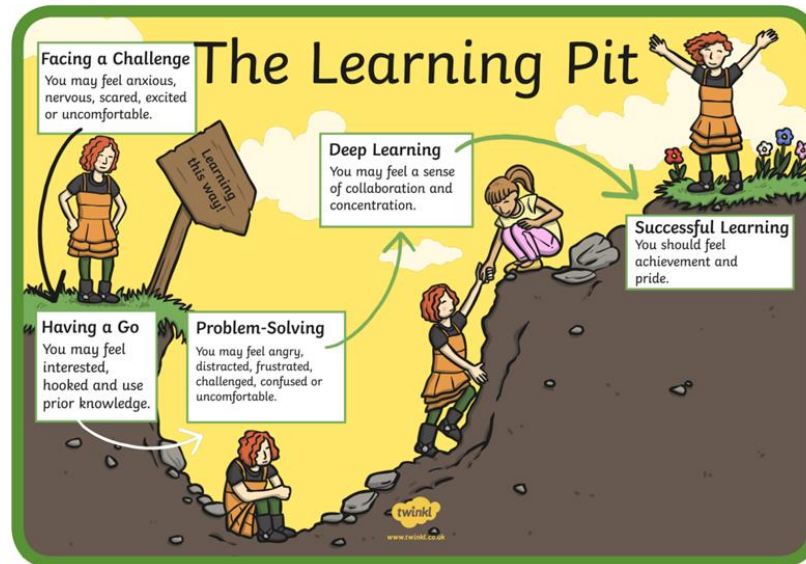 The Learning Pit
Facing a Challenge
You may feel anxious,
nervous, scared, excited
or uncomfortable.
Learning
this way!
Having a Go
You may feel
interested,
hooked and use
prior knowledge.
Problem-Solving
You may feel angry,
distracted, frustrated,
challenged, confused or
uncomfortable.
Deep Learning
You may feel a sense
of collaboration and
concentration.
Successful Learning
You should feel
achievement and
pride.
twinkl
www.twinkl.co.uk